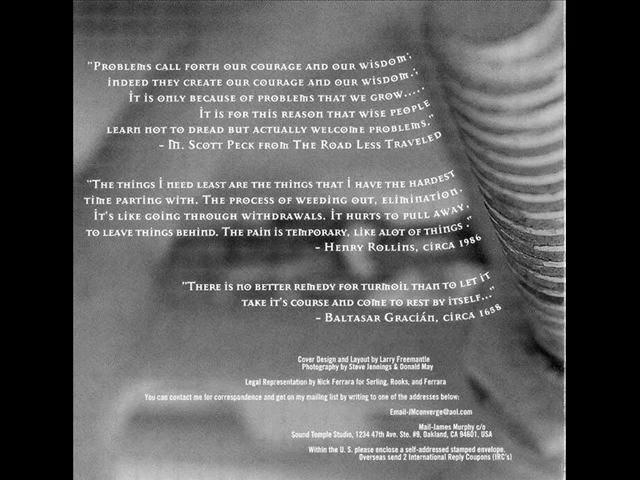 "Problems call forth our courage and our wisdom;
indeed they create our courage and our wisdom.;
It is only because of problems that we grow.....
It is for this reason that wise people
learn not to dread but actually welcome problems."
- M. Scott Peck from The Road Less Traveled
"The things I need least are the things that I have the hardest
time parting with. The process of weeding out, elimination.
It's like going through withdrawals. It hurts to pull away,
to leave things behind. The pain is temporary, like alot of things ."
- Henry Rollins, circa 1986
"There is no better remedy for turmoil than to let it
take it's course and come to rest by itself..."
- Baltasar Gracián, circa 1658
Cover Design and Layout by Larry Freemantle
Photography by Steve Jennings & Donald May
Legal Representation by Nick Ferrara for Serling, Rooks, and Ferrara
You can contact me for correspondence and get on my mailing list by writing to one of the addresses below:
Email-JMconverge@aol.com
Mail-James Murphy c/o
Sound Temple Studio, 1234 47th Ave. Ste. #9, Oakland, CA 94601, USA
Within the U. S. please enclose a self-addressed stamped envelope.
Overseas send 2 International Reply Coupons (IRC's)